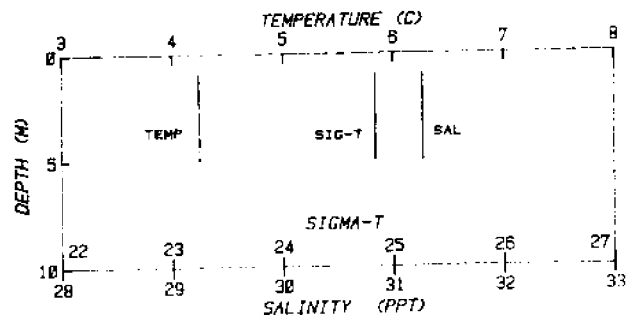 TEMPERATURE (C)
3 4 5 6 7 8
0
TEMP SIG-T SAL
5
DEPTH (M)
SIGMA-T
22 23 24 25 26 27
10
28 29 30 31 32 33
SALINITY (PPT)